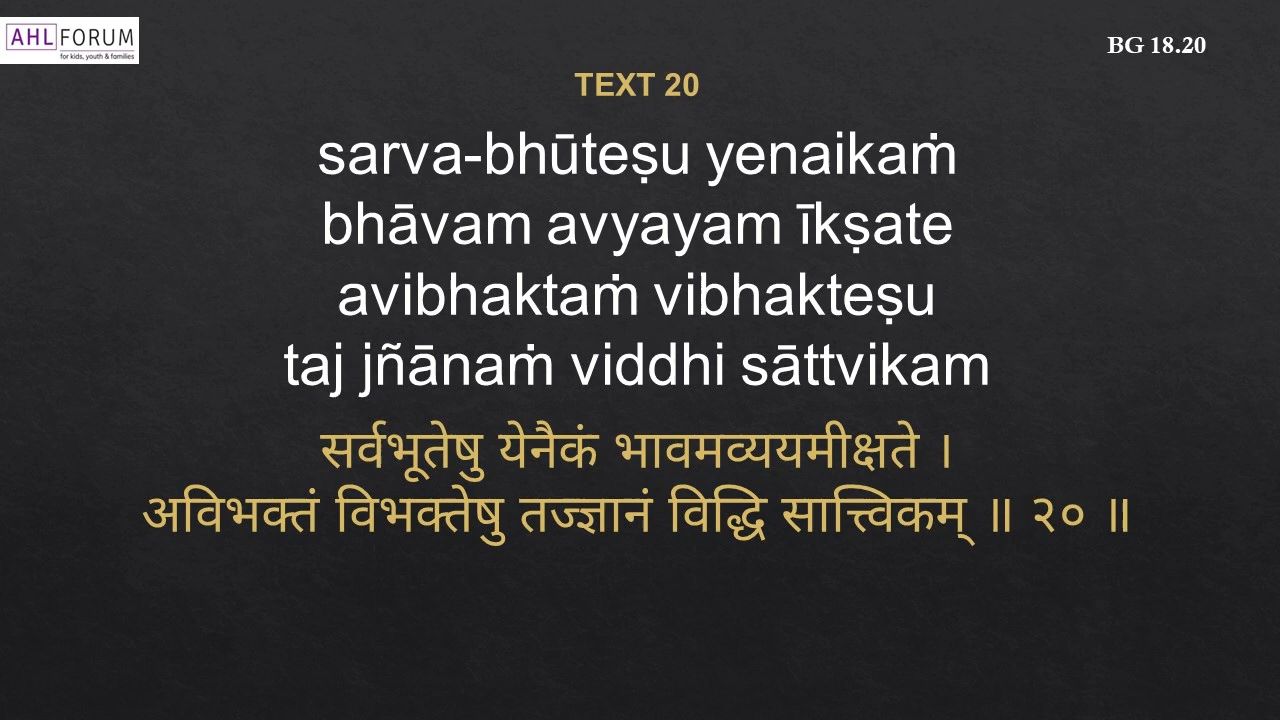 AHL FORUM
for kids, youth & families
BG 18.20
TEXT 20
sarva-bhūteṣu yenaikaṁ
bhāvam avyayam īkṣate
avibhaktaṁ vibhakteṣu
taj jñānaṁ viddhi sāttvikam
सर्वभूतेषु येनैकं भावमव्ययमीक्षते ।
अविभक्तं विभक्तेषु तज्ज्ञानं विद्धि सात्त्विकम् ॥ २० ॥